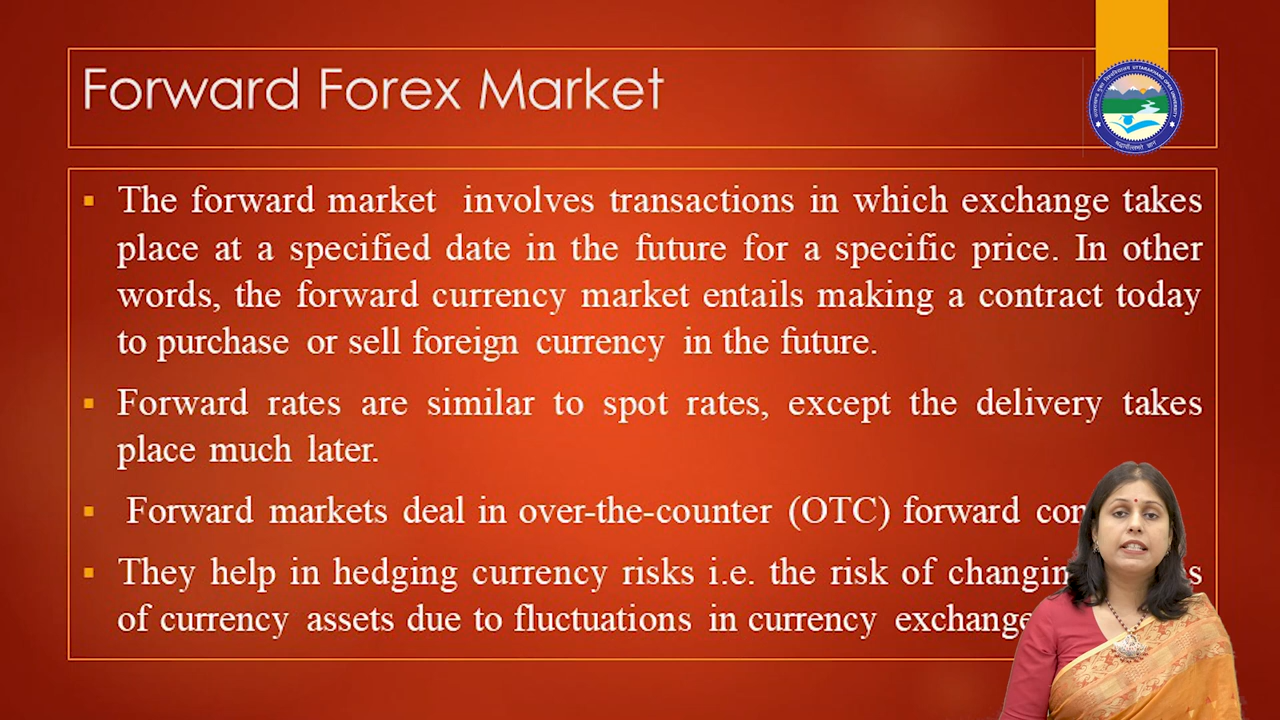 Forward Forex Market
UTTARAKHAND OPEN UNIVERSITY
▪ The forward market involves transactions in which exchange takes
place at a specified date in the future for a specific price. In other
words, the forward currency market entails making a contract today
to purchase or sell foreign currency in the future.
▪ Forward rates are similar to spot rates, except the delivery takes
place much later.
▪ Forward markets deal in over-the-counter (OTC) forward
▪ They help in hedging currency risks i.e. the risk of
of currency assets due to fluctuations in currency exchange